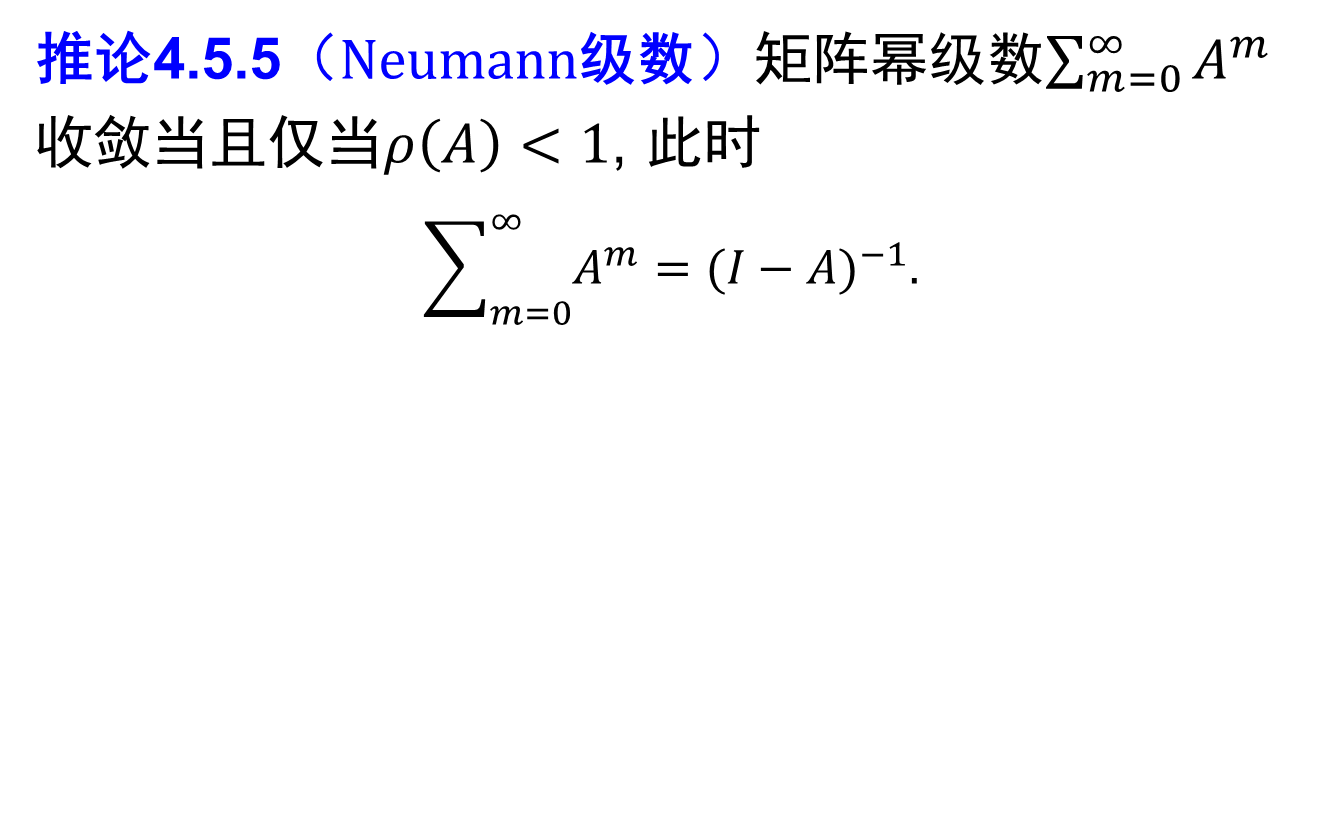 推论4.5.5（Neumann级数）矩阵幂级数∑_{m=0}^{∞} A^m
收敛当且仅当ρ(A) < 1, 此时
∑_{m=0}^{∞} A^m = (I − A)^{−1}.